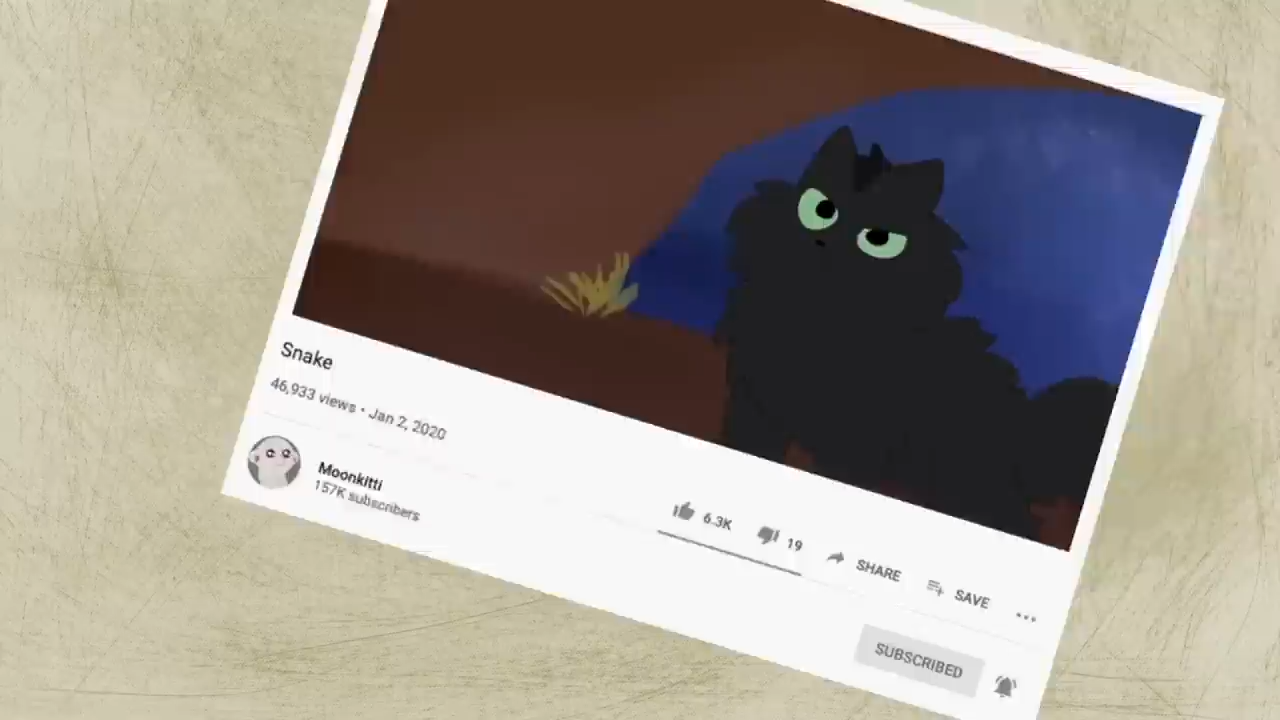 Snake
46,933 views • Jan 2, 2020
Moonkitti
157K subscribers
6.3K 19 SHARE SAVE
SUBSCRIBED